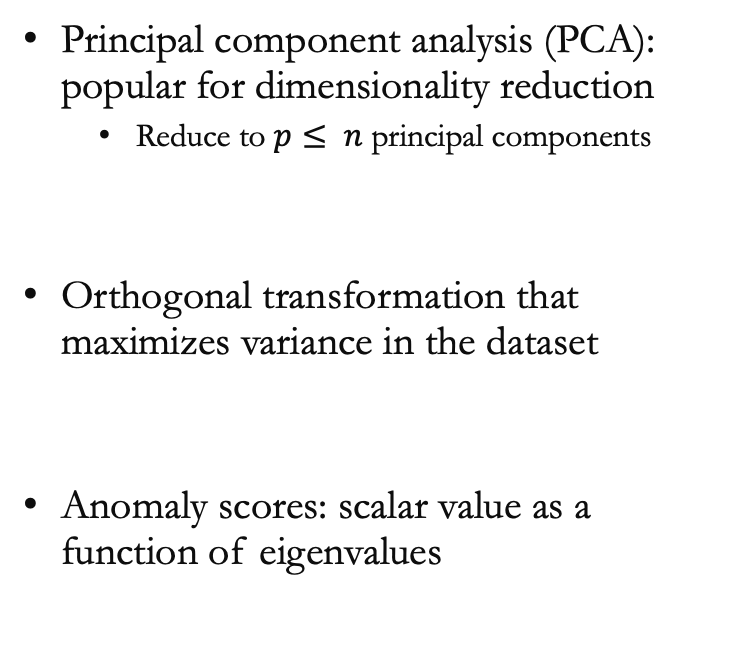 • Principal component analysis (PCA):
popular for dimensionality reduction
• Reduce to p ≤ n principal components
• Orthogonal transformation that
maximizes variance in the dataset
• Anomaly scores: scalar value as a
function of eigenvalues